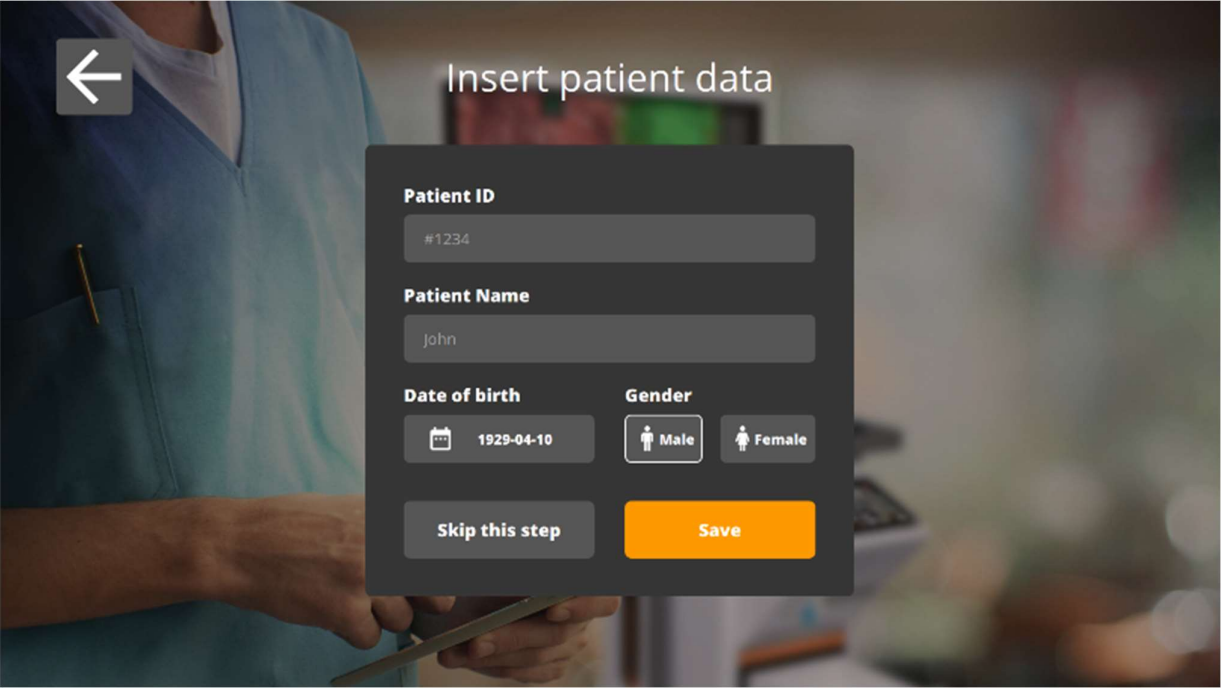 Insert patient data
Patient ID
#1234
Patient Name
John
Date of birth
Gender
1929-04-10
Male
Female
Skip this step
Save